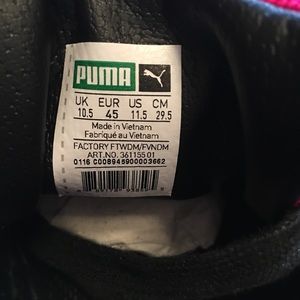 PUMA
UK EUR US CM
10.5 45 11.5 29.5
Made in Vietnam
Fabriqué au Vietnam
FACTORY FTWDM/FVNDM
ART.NO. 361155 01
0116 C008945900003662